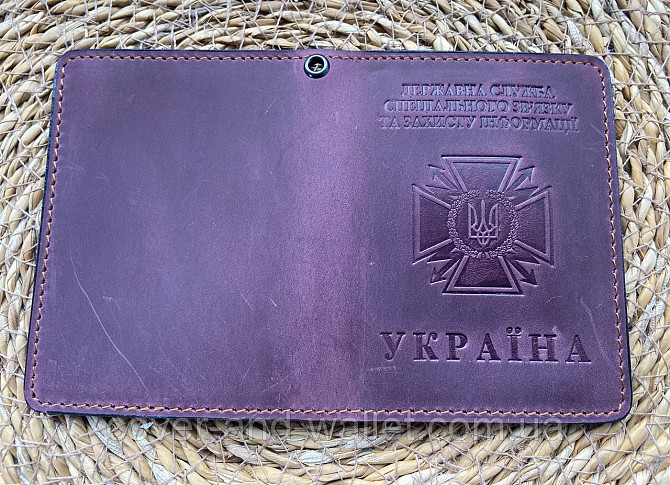 ДЕРЖАВНА СЛУЖБА
СПЕЦІАЛЬНОГО ЗВ'ЯЗКУ
ТА ЗАХИСТУ ІНФОРМАЦІЇ
УКРАЇНА
cover-and-wallet.com.ua